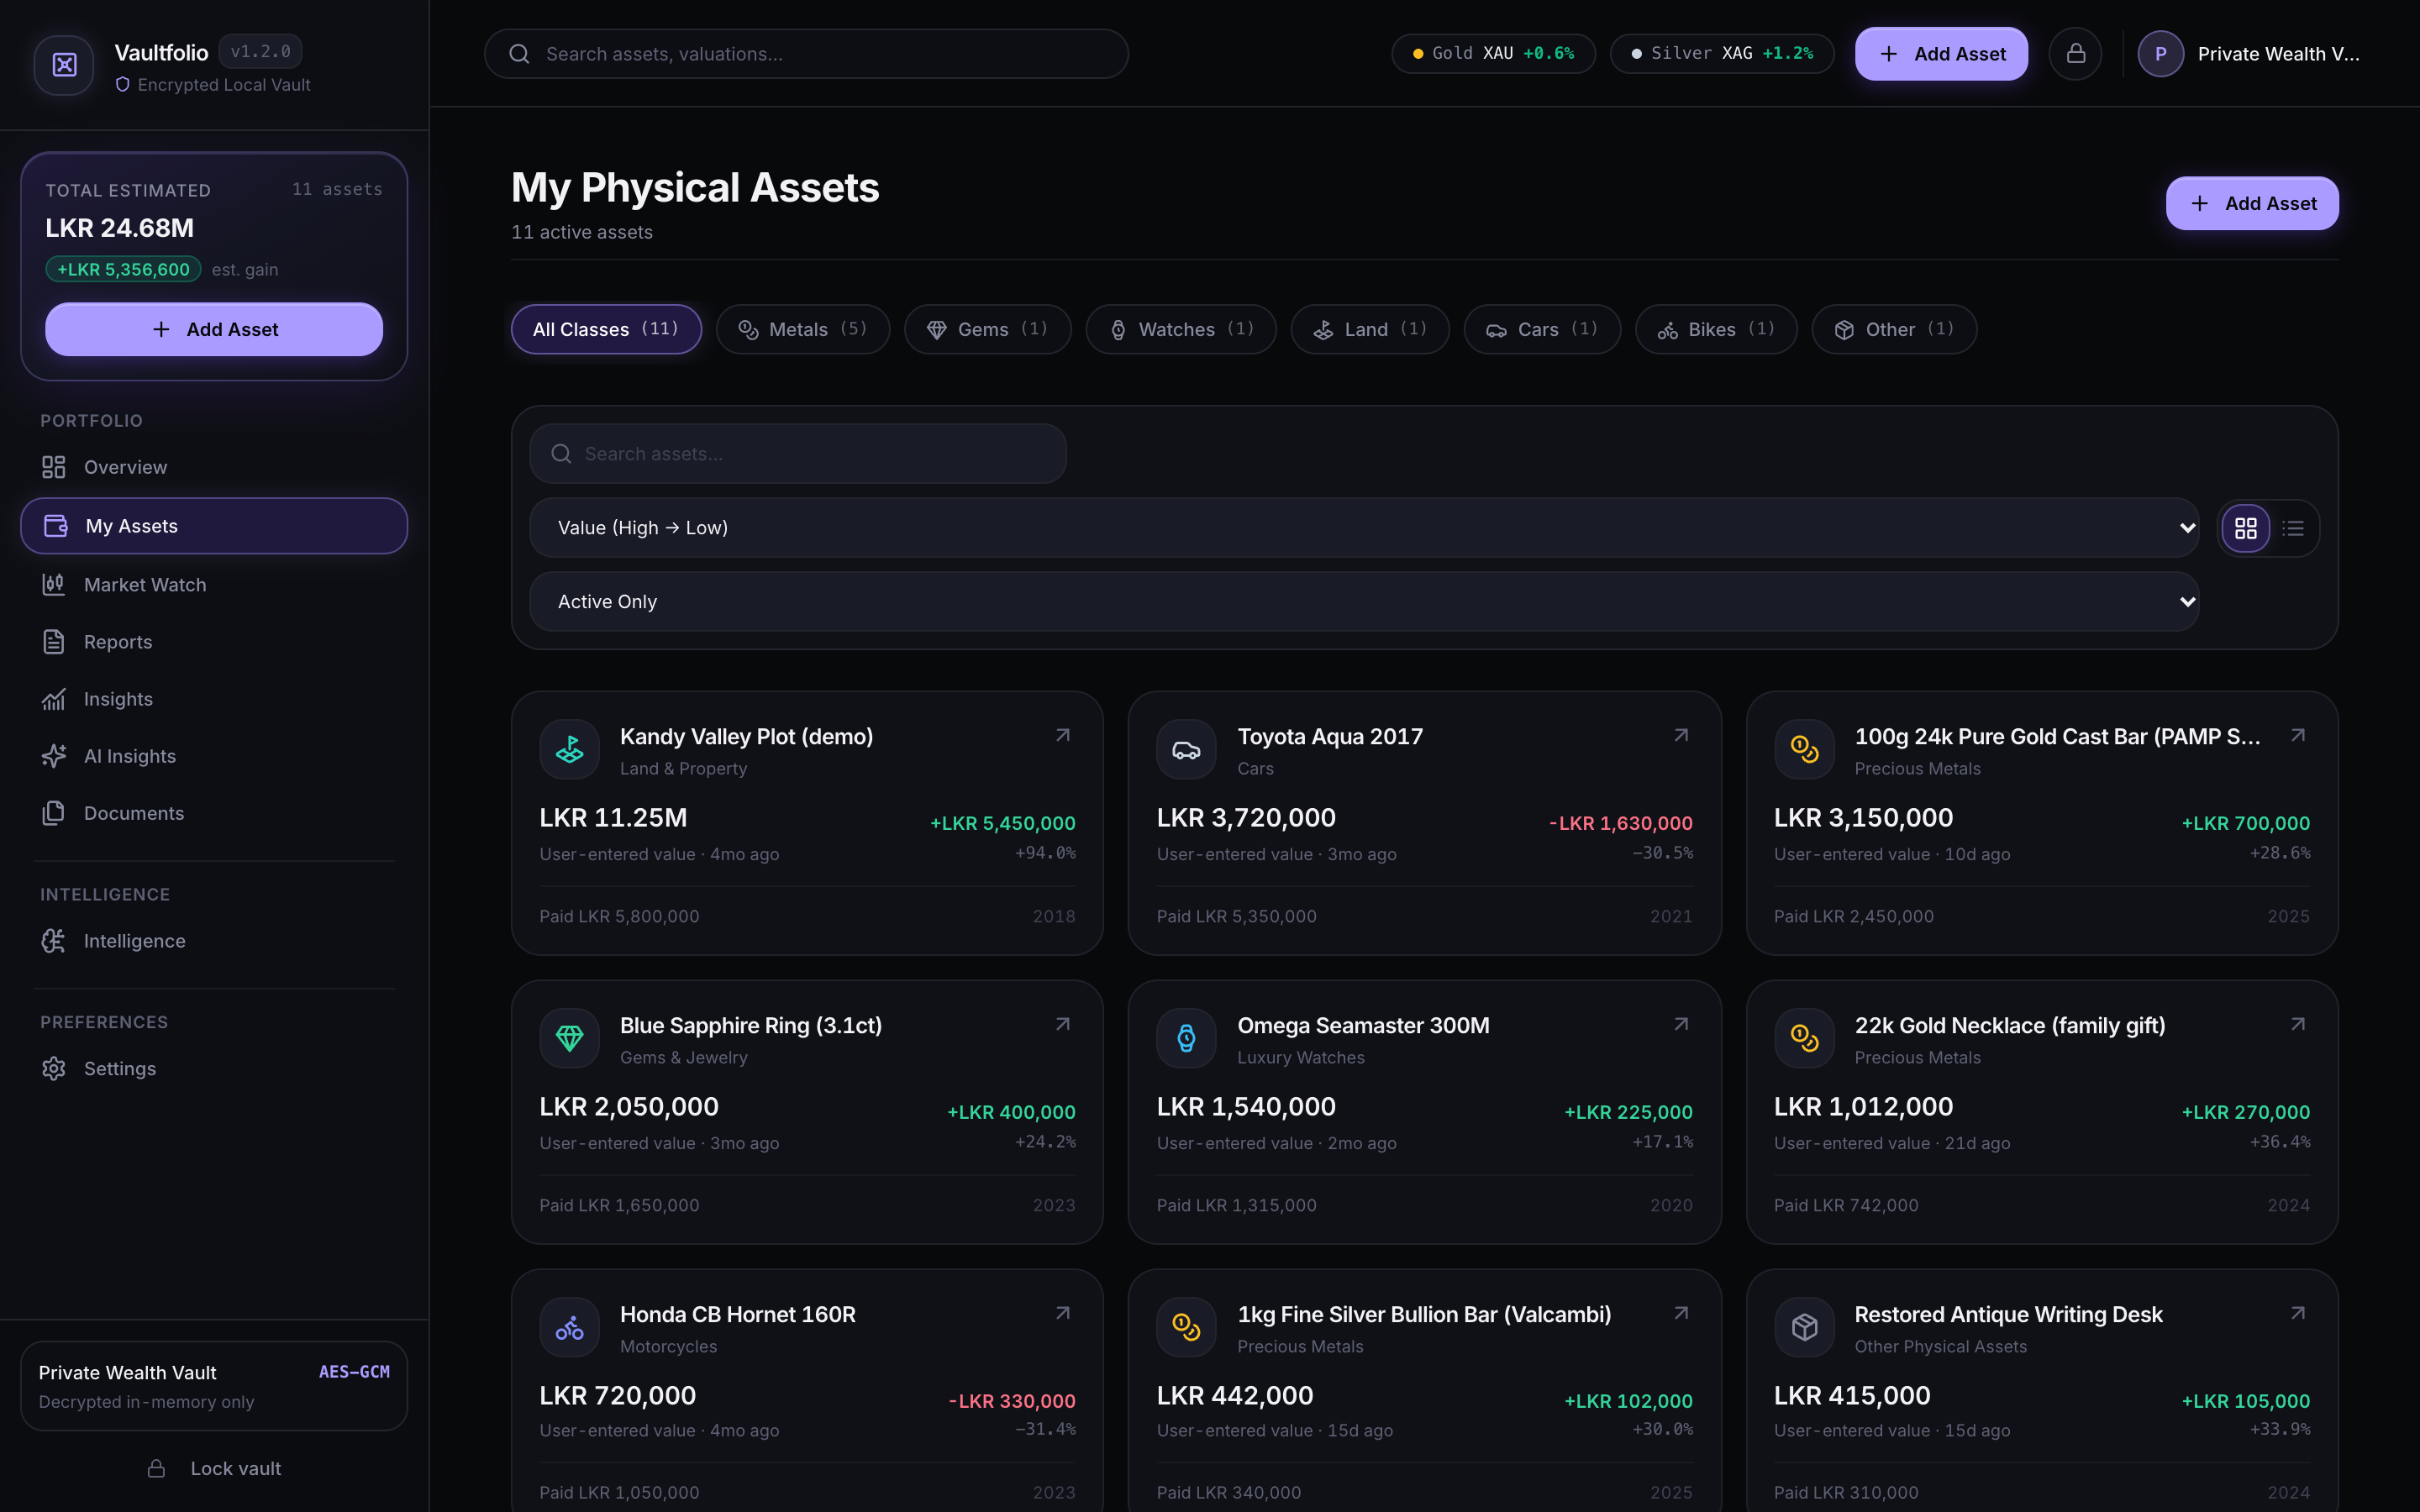 Vaultfolio v1.2.0
Encrypted Local Vault
TOTAL ESTIMATED 11 assets
LKR 24.68M
+LKR 5,356,600 est. gain
Add Asset
PORTFOLIO
Overview
My Assets
Market Watch
Reports
Insights
AI Insights
Documents
INTELLIGENCE
Intelligence
PREFERENCES
Settings
Private Wealth Vault AES-GCM
Decrypted in-memory only
Lock vault
Search assets, valuations...
Gold XAU +0.6%
Silver XAG +1.2%
Add Asset
P Private Wealth V...
My Physical Assets
11 active assets
Add Asset
All Classes (11) Metals (5) Gems (1) Watches (1) Land (1) Cars (1) Bikes (1) Other (1)
Search assets...
Value (High → Low)
Active Only
Kandy Valley Plot (demo)
Land & Property
LKR 11.25M +LKR 5,450,000
User-entered value · 4mo ago +94.0%
Paid LKR 5,800,000 2018
Toyota Aqua 2017
Cars
LKR 3,720,000 -LKR 1,630,000
User-entered value · 3mo ago −30.5%
Paid LKR 5,350,000 2021
100g 24k Pure Gold Cast Bar (PAMP S...
Precious Metals
LKR 3,150,000 +LKR 700,000
User-entered value · 10d ago +28.6%
Paid LKR 2,450,000 2025
Blue Sapphire Ring (3.1ct)
Gems & Jewelry
LKR 2,050,000 +LKR 400,000
User-entered value · 3mo ago +24.2%
Paid LKR 1,650,000 2023
Omega Seamaster 300M
Luxury Watches
LKR 1,540,000 +LKR 225,000
User-entered value · 2mo ago +17.1%
Paid LKR 1,315,000 2020
22k Gold Necklace (family gift)
Precious Metals
LKR 1,012,000 +LKR 270,000
User-entered value · 21d ago +36.4%
Paid LKR 742,000 2024
Honda CB Hornet 160R
Motorcycles
LKR 720,000 -LKR 330,000
User-entered value · 4mo ago −31.4%
Paid LKR 1,050,000 2023
1kg Fine Silver Bullion Bar (Valcambi)
Precious Metals
LKR 442,000 +LKR 102,000
User-entered value · 15d ago +30.0%
Paid LKR 340,000 2025
Restored Antique Writing Desk
Other Physical Assets
LKR 415,000 +LKR 105,000
User-entered value · 15d ago +33.9%
Paid LKR 310,000 2024